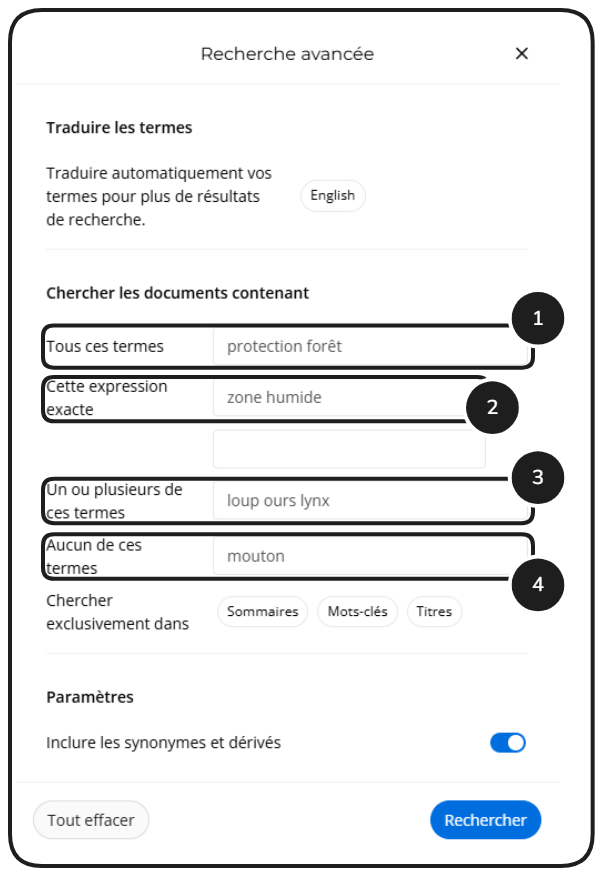 Recherche avancée ×
Traduire les termes
Traduire automatiquement vos
termes pour plus de résultats
de recherche.
English
Chercher les documents contenant
1
Tous ces termes protection forêt
Cette expression
exacte
zone humide
2
3
Un ou plusieurs de
ces termes
loup ours lynx
Aucun de ces
termes
mouton
4
Chercher
exclusivement dans
Sommaires Mots-clés Titres
Paramètres
Inclure les synonymes et dérivés
Tout effacer Rechercher